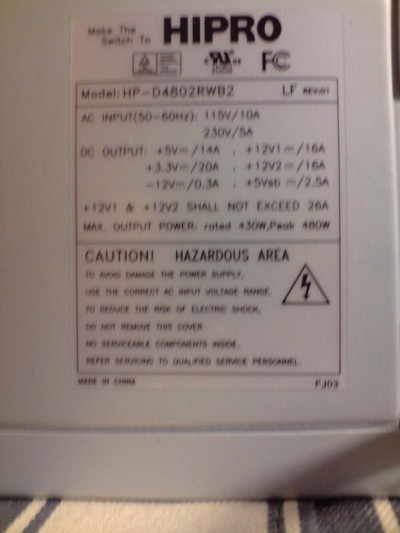 Make The
Switch To HIPRO
Model: HP-D4802RWB2 LF REV:01
AC INPUT(50-60Hz): 115V/10A
230V/5A
DC OUTPUT: +5V⎓/14A , +12V1⎓/16A
+3.3V⎓/20A , +12V2⎓/16A
-12V⎓/0.3A , +5Vsb⎓/2.5A
+12V1 & +12V2 SHALL NOT EXCEED 26A
MAX. OUTPUT POWER: rated 430W,Peak 480W
CAUTION! HAZARDOUS AREA
TO AVOID DAMAGE THE POWER SUPPLY,
USE THE CORRECT AC INPUT VOLTAGE RANGE.
TO REDUCE THE RISK OF ELECTRIC SHOCK,
DO NOT REMOVE THIS COVER.
NO SERVICEABLE COMPONENTS INSIDE.
REFER SERVICING TO QUALIFIED SERVICE PERSONNEL.
MADE IN CHINA FJ03